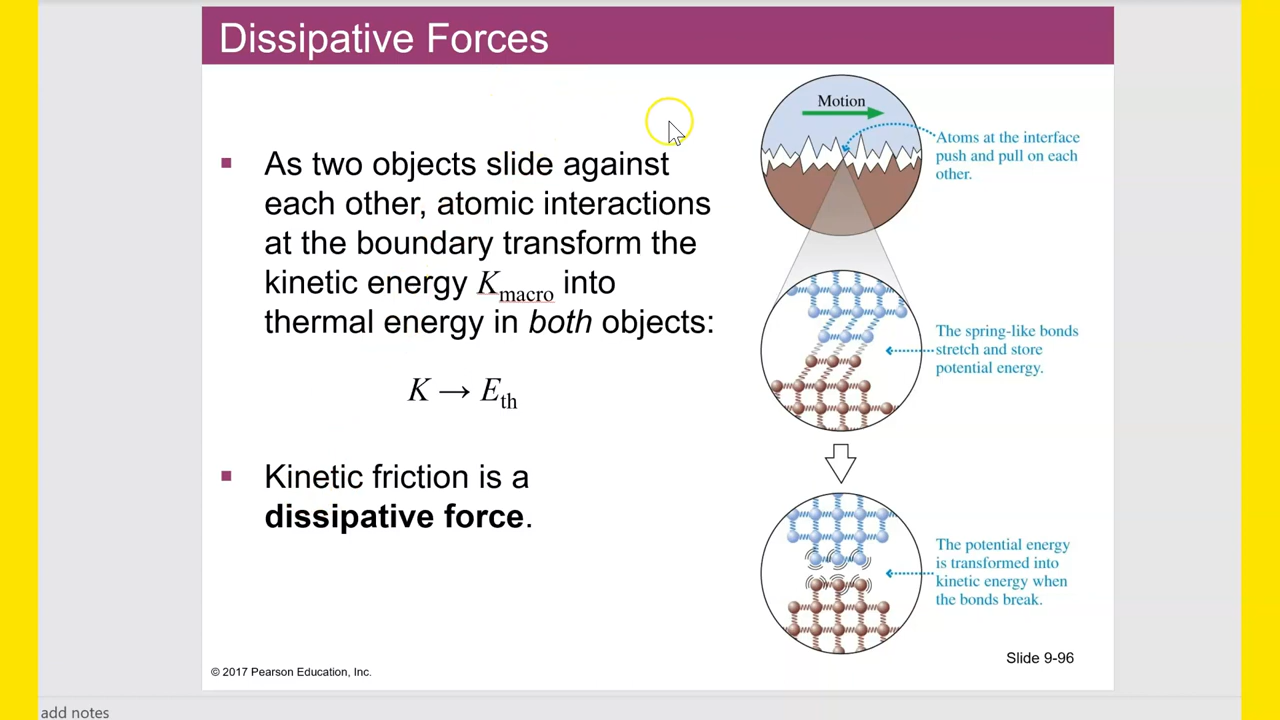 Dissipative Forces
▪ As two objects slide against
each other, atomic interactions
at the boundary transform the
kinetic energy K_macro into
thermal energy in both objects:
K → E_th
▪ Kinetic friction is a
dissipative force.
Motion
Atoms at the interface
push and pull on each
other.
The spring-like bonds
stretch and store
potential energy.
The potential energy
is transformed into
kinetic energy when
the bonds break.
Slide 9-96
© 2017 Pearson Education, Inc.
add notes